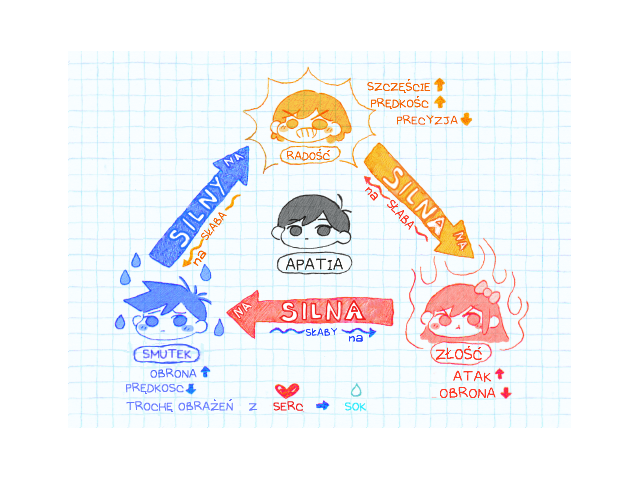 SZCZĘŚCIE
PRĘDKOŚC
PRECYZJA
RADOŚĆ
SILNY NA
na SŁABA
SILNA NA
na SŁABA
APATIA
SILNA NA
SŁABY na
SMUTEK
OBRONA
PRĘDKOSC
TROCHĘ OBRAŻEŃ Z SERC SOK
ZŁOŚĆ
ATAK
OBRONA